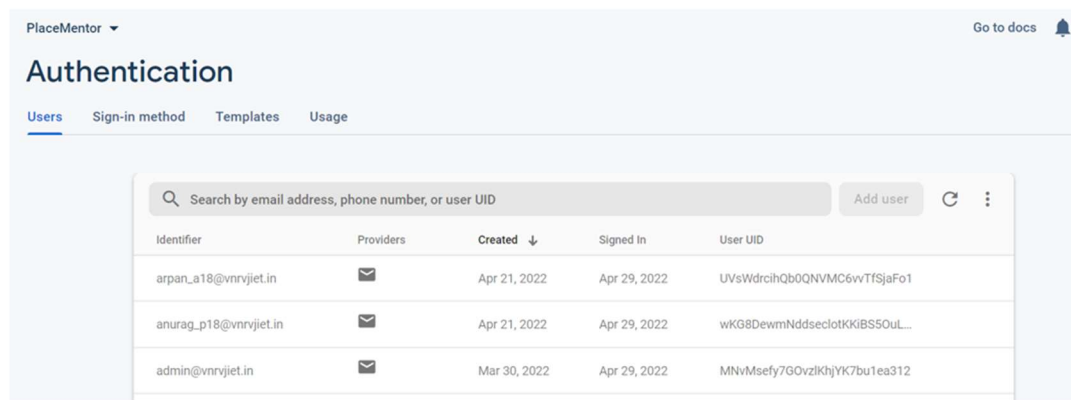 PlaceMentor Go to docs
Authentication
Users Sign-in method Templates Usage
Search by email address, phone number, or user UID Add user
Identifier Providers Created Signed In User UID
arpan_a18@vnrvjiet.in Apr 21, 2022 Apr 29, 2022 UVsWdrcihQb0QNVMC6vvTfSjaFo1
anurag_p18@vnrvjiet.in Apr 21, 2022 Apr 29, 2022 wKG8DewmNddseclotKKiBS5OuL...
admin@vnrvjiet.in Mar 30, 2022 Apr 29, 2022 MNvMsefy7GOvzlKhjYK7bu1ea312